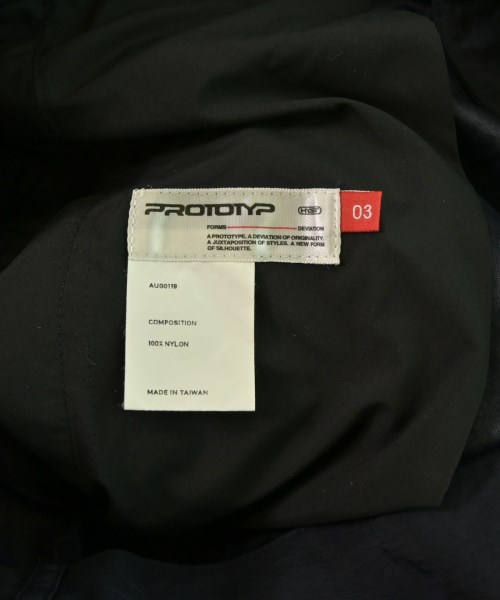 PROTOTYP
03
FORMS DEVIATION
A PROTOTYPE. A DEVIATION OF ORIGINALITY.
A JUXTAPOSITION OF STYLES. A NEW FORM
OF SILHOUETTE.
AUG0119
COMPOSITION
100% NYLON
MADE IN TAIWAN